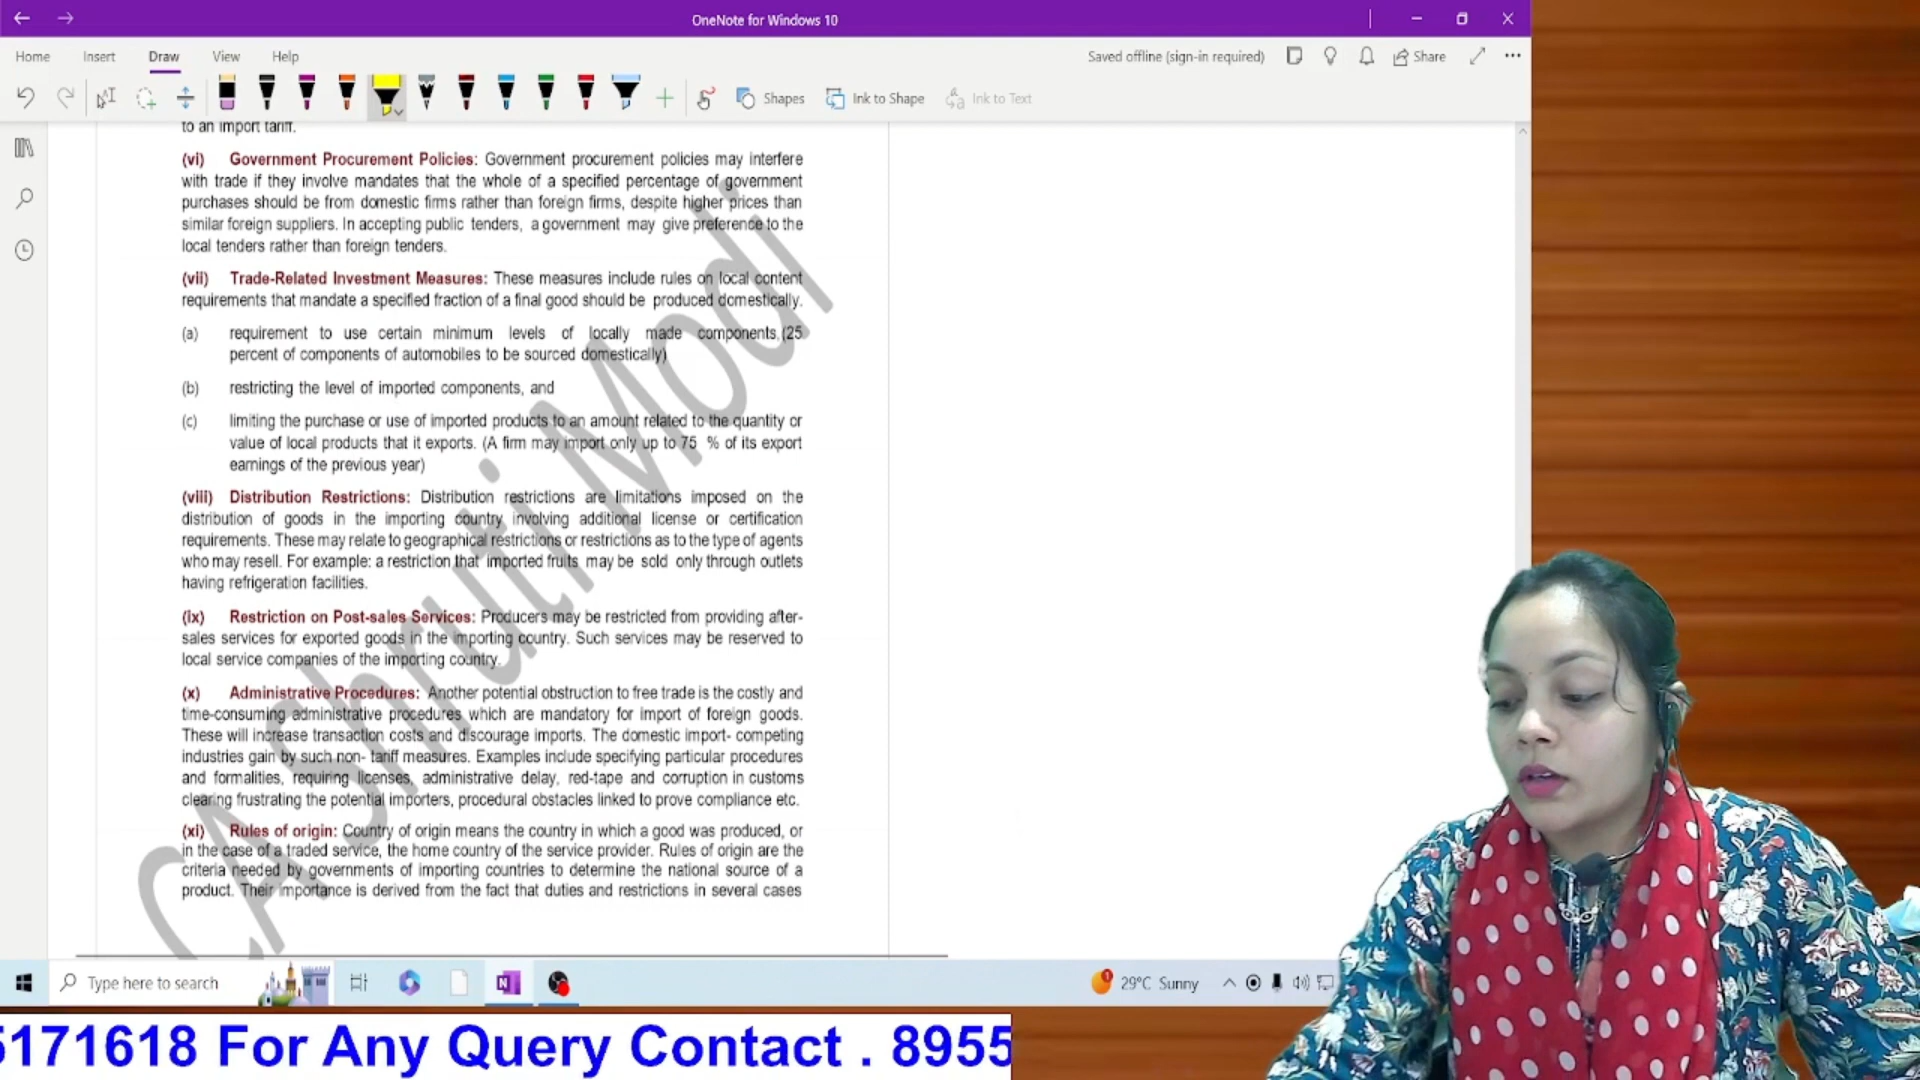 OneNote for Windows 10
Home Insert Draw View Help Saved offline (sign-in required) Share
Shapes Ink to Shape Ink to Text
to an import tariff.
(vi) Government Procurement Policies: Government procurement policies may interfere
with trade if they involve mandates that the whole of a specified percentage of government
purchases should be from domestic firms rather than foreign firms, despite higher prices than
similar foreign suppliers. In accepting public tenders, a government may give preference to the
local tenders rather than foreign tenders.
(vii) Trade-Related Investment Measures: These measures include rules on local content
requirements that mandate a specified fraction of a final good should be produced domestically.
(a) requirement to use certain minimum levels of locally made components,(25
percent of components of automobiles to be sourced domestically)
(b) restricting the level of imported components, and
(c) limiting the purchase or use of imported products to an amount related to the quantity or
value of local products that it exports. (A firm may import only up to 75 % of its export
earnings of the previous year)
(viii) Distribution Restrictions: Distribution restrictions are limitations imposed on the
distribution of goods in the importing country involving additional license or certification
requirements. These may relate to geographical restrictions or restrictions as to the type of agents
who may resell. For example: a restriction that imported fruits may be sold only through outlets
having refrigeration facilities.
(ix) Restriction on Post-sales Services: Producers may be restricted from providing after-
sales services for exported goods in the importing country. Such services may be reserved to
local service companies of the importing country.
(x) Administrative Procedures: Another potential obstruction to free trade is the costly and
time-consuming administrative procedures which are mandatory for import of foreign goods.
These will increase transaction costs and discourage imports. The domestic import- competing
industries gain by such non- tariff measures. Examples include specifying particular procedures
and formalities, requiring licenses, administrative delay, red-tape and corruption in customs
clearing frustrating the potential importers, procedural obstacles linked to prove compliance etc.
(xi) Rules of origin: Country of origin means the country in which a good was produced, or
in the case of a traded service, the home country of the service provider. Rules of origin are the
criteria needed by governments of importing countries to determine the national source of a
product. Their importance is derived from the fact that duties and restrictions in several cases
CA Shruti Modi
Type here to search 29°C Sunny
5171618 For Any Query Contact . 8955